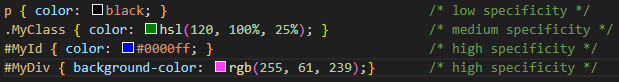 p { color: black; } /* low specificity */
.MyClass { color: hsl(120, 100%, 25%); } /* medium specificity */
#MyId { color: #0000ff; } /* high specificity */
#MyDiv { background-color: rgb(255, 61, 239);} /* high specificity */